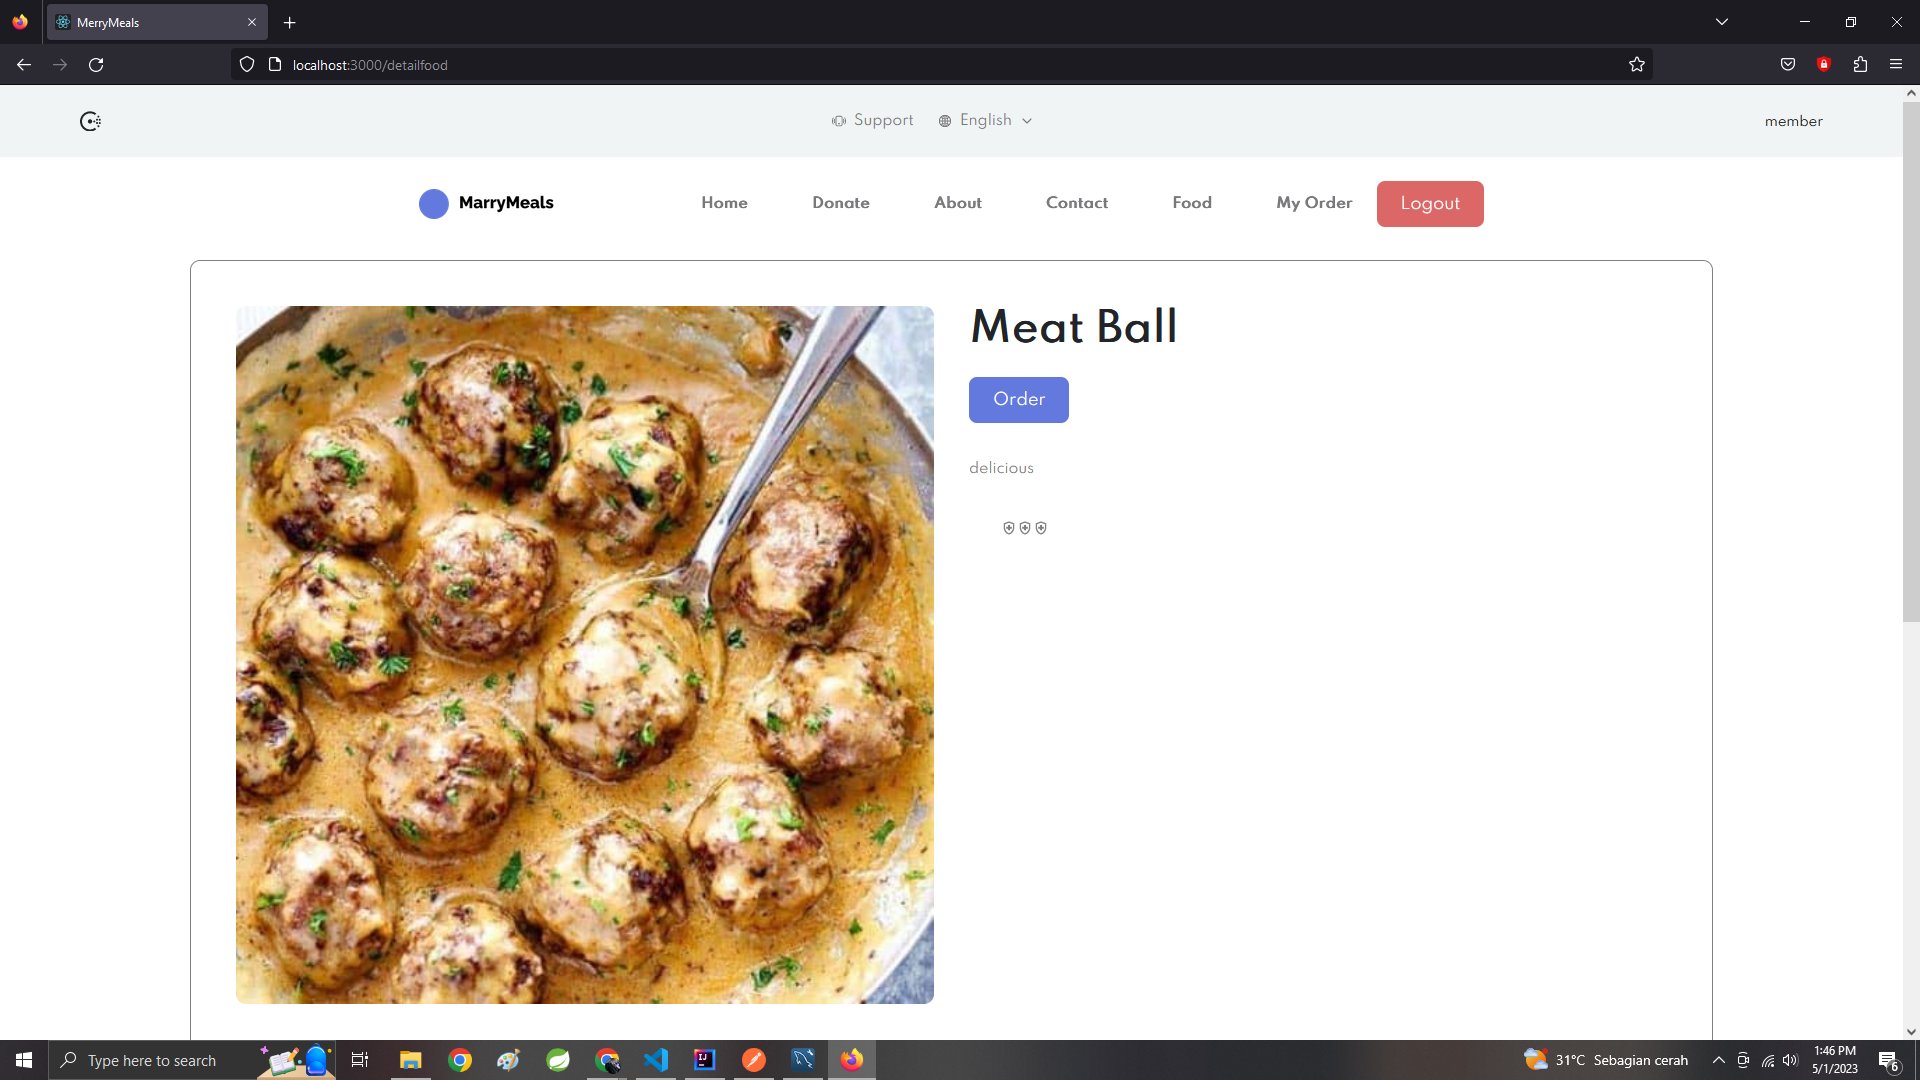 MerryMeals
localhost:3000/detailfood
Support
English
member
MarryMeals
Home
Donate
About
Contact
Food
My Order
Logout
Meat Ball
Order
delicious
Type here to search
31°C Sebagian cerah
1:46 PM
5/1/2023
6